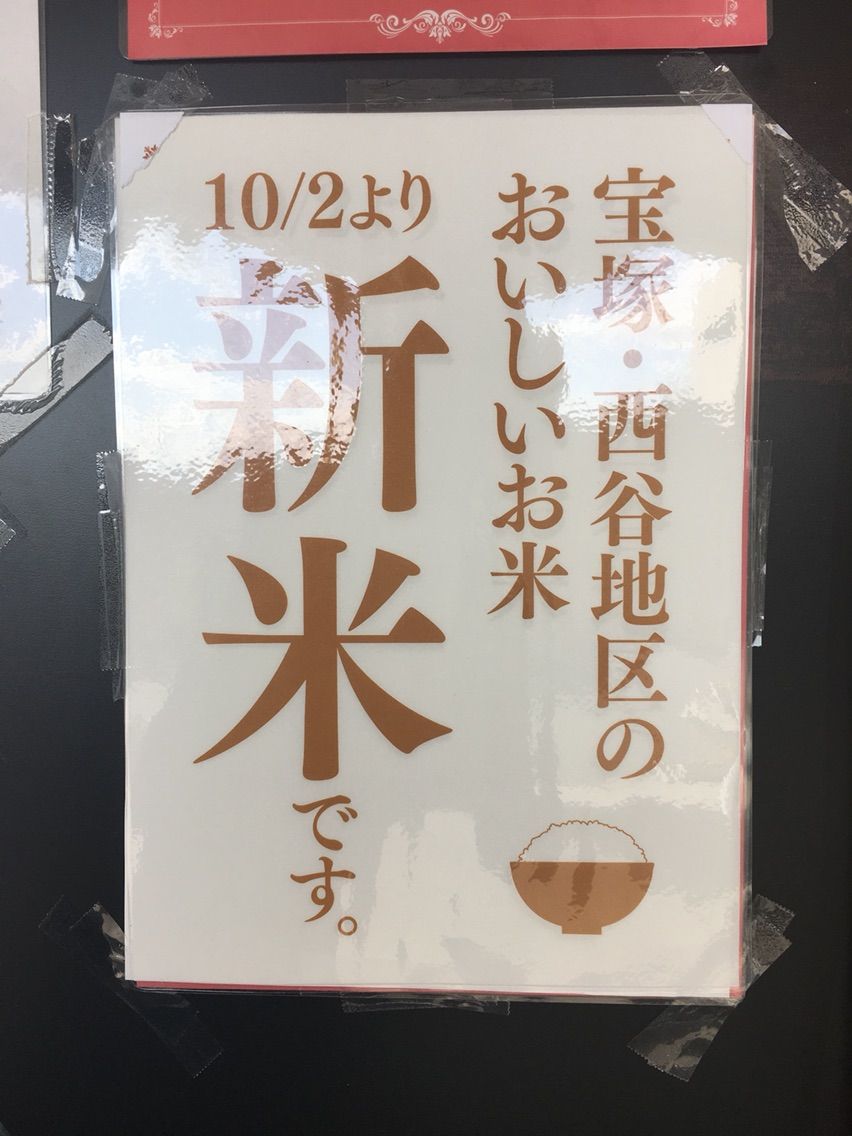 宝塚・西谷地区の
おいしいお米
10/2より
新米
です。